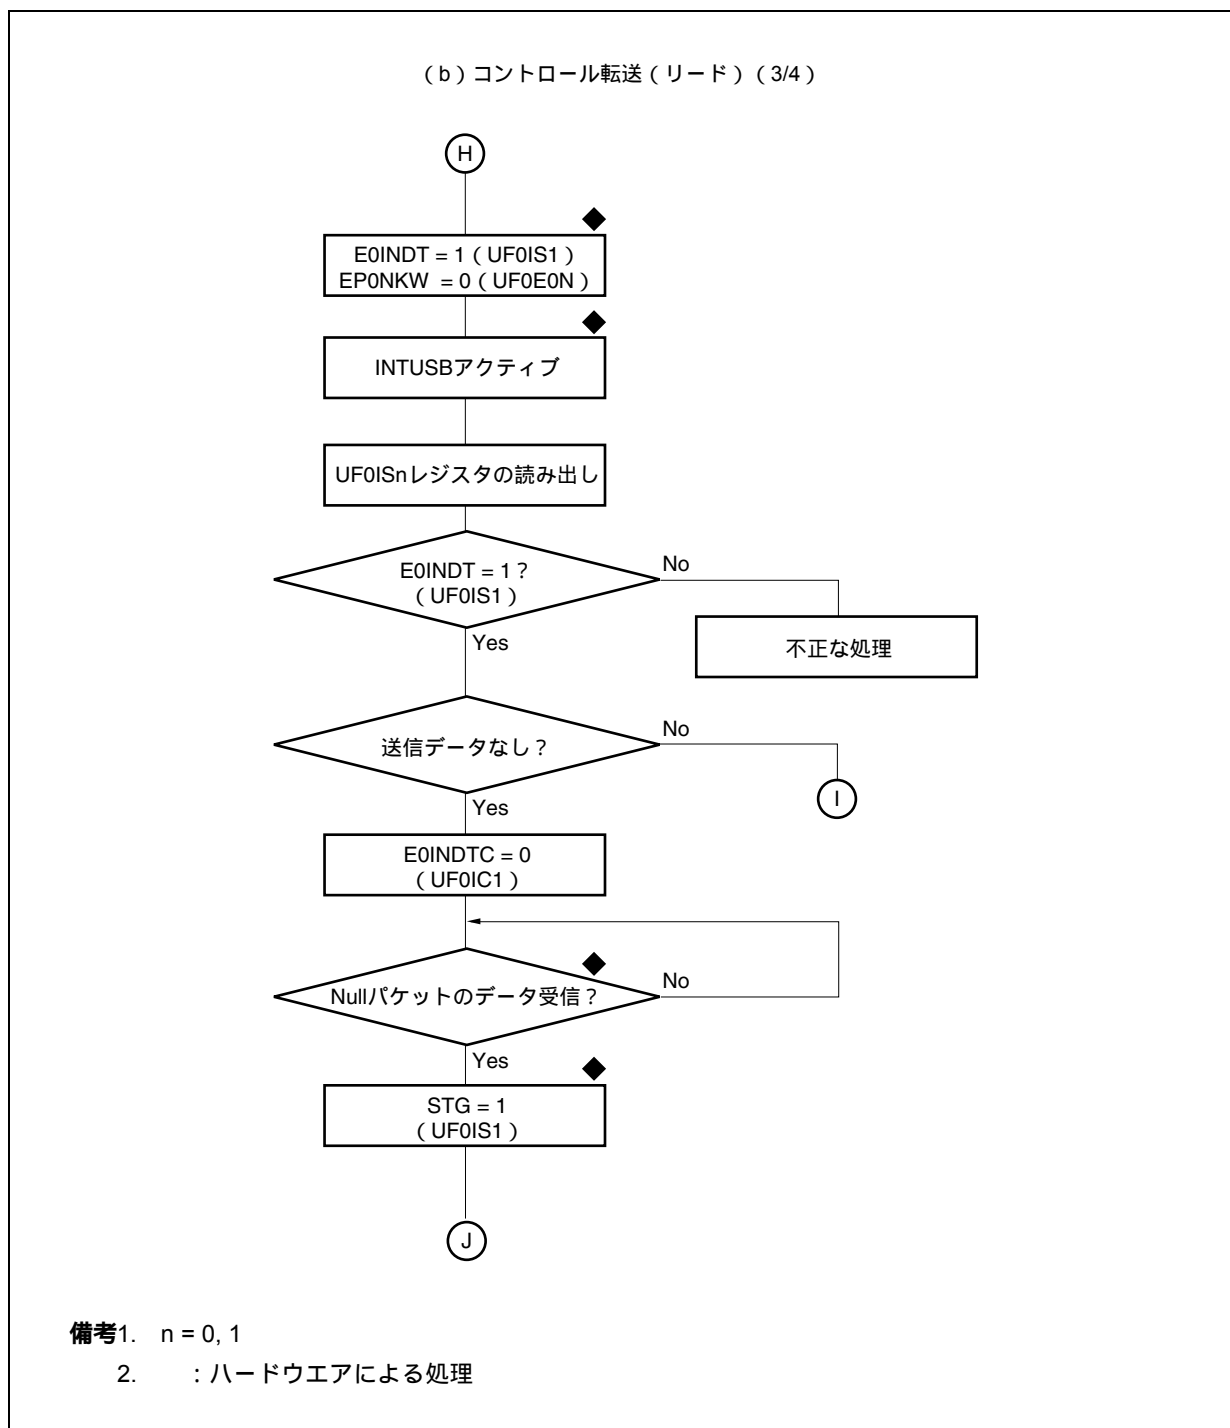 （b）コントロール転送（リード）（3/4）
H
E0INDT = 1（UF0IS1）
EP0NKW = 0（UF0E0N）
INTUSBアクティブ
UF0ISnレジスタの読み出し
E0INDT = 1？
（UF0IS1）
No
不正な処理
Yes
送信データなし？
No
I
Yes
E0INDTC = 0
（UF0IC1）
Nullパケットのデータ受信？
No
Yes
STG = 1
（UF0IS1）
J
備考1. n = 0, 1
2. ：ハードウエアによる処理